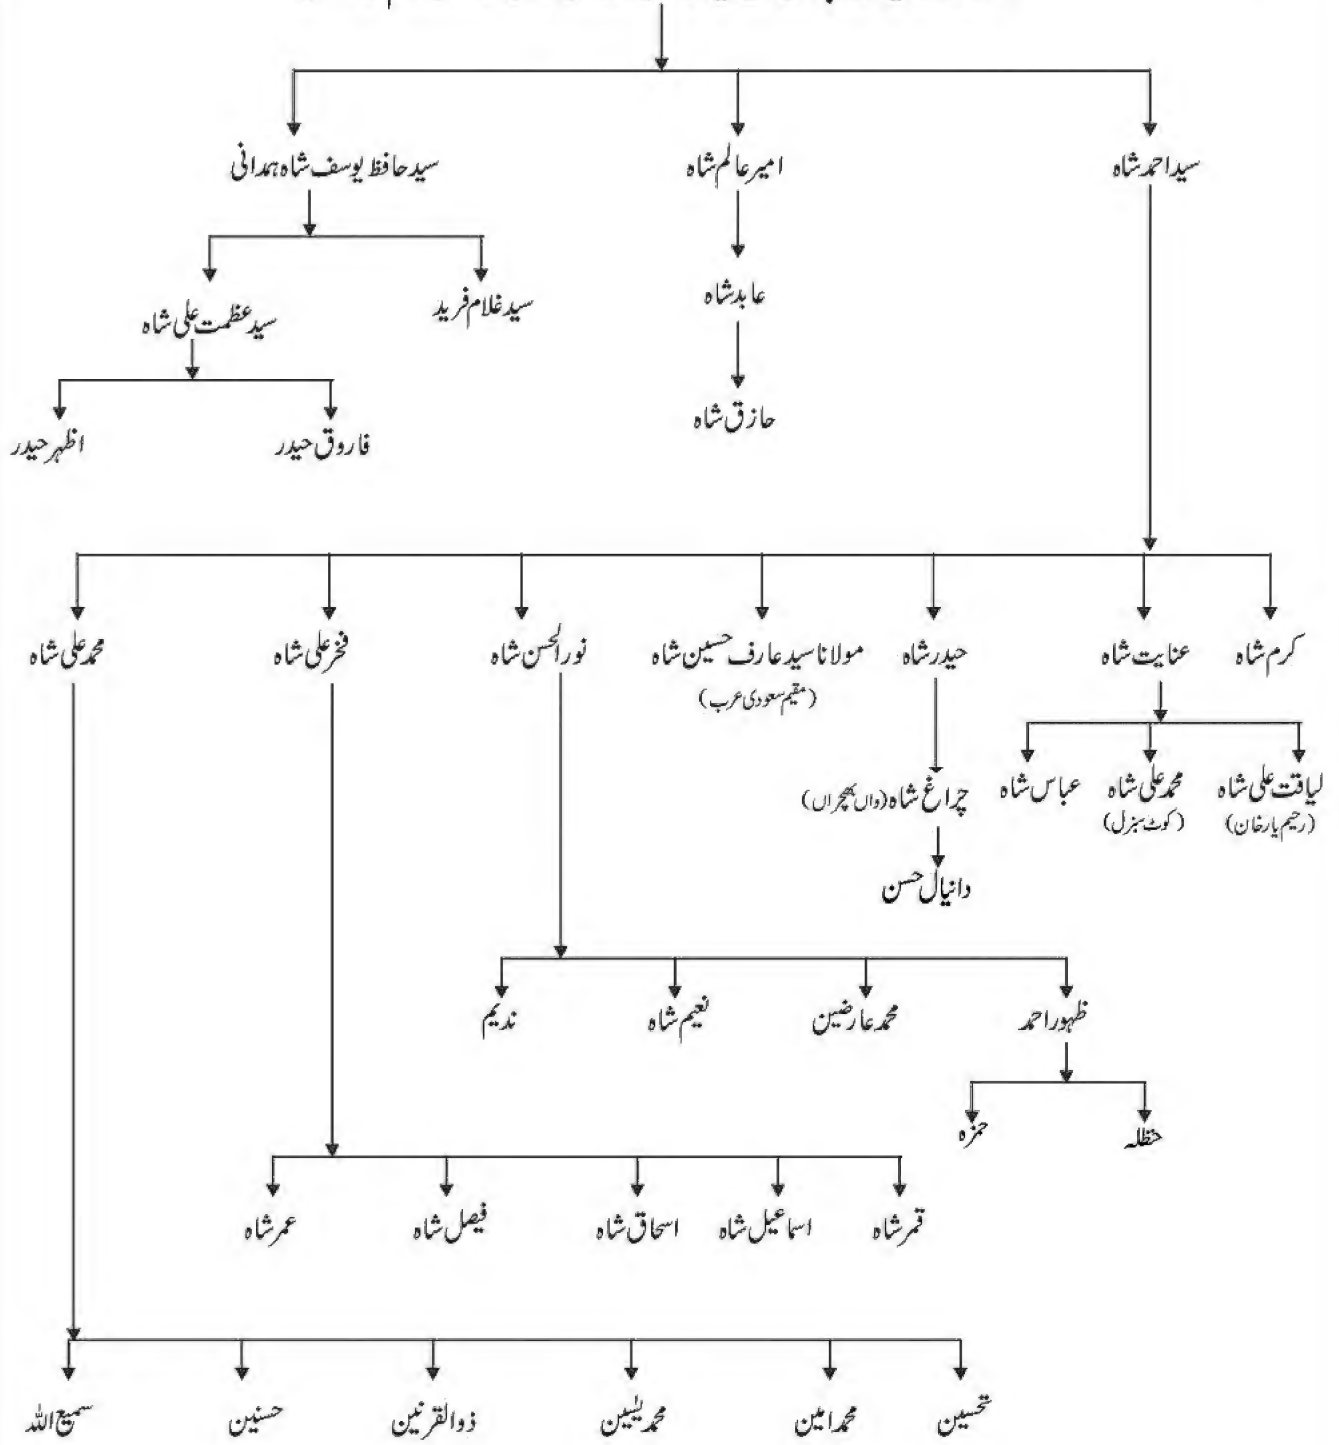 سید احمد شاہ امیر عالم شاہ سید حافظ یوسف شاہ ہمدانی
عابد شاہ سید غلام فرید سید عظمت علی شاہ
حازق شاہ فاروق حیدر اظہر حیدر
کرم شاہ عنایت شاہ حیدر شاہ مولانا سید عارف حسین شاہ نور الحسن شاہ فخر علی شاہ محمد علی شاہ
(مقیم سعودی عرب)
لیاقت علی شاہ محمد علی شاہ عباس شاہ چراغ شاہ (واں بھچراں)
(رحیم یار خان) (کوٹ سبزل)
دانیال حسن
ظہور احمد محمد عارضین نعیم شاہ ندیم
حنظلہ حمزہ
قمر شاہ اسماعیل شاہ اسحاق شاہ فیصل شاہ عمر شاہ
تحسین محمد امین محمد یٰسین ذوالقرنین حسنین سمیع اللہ